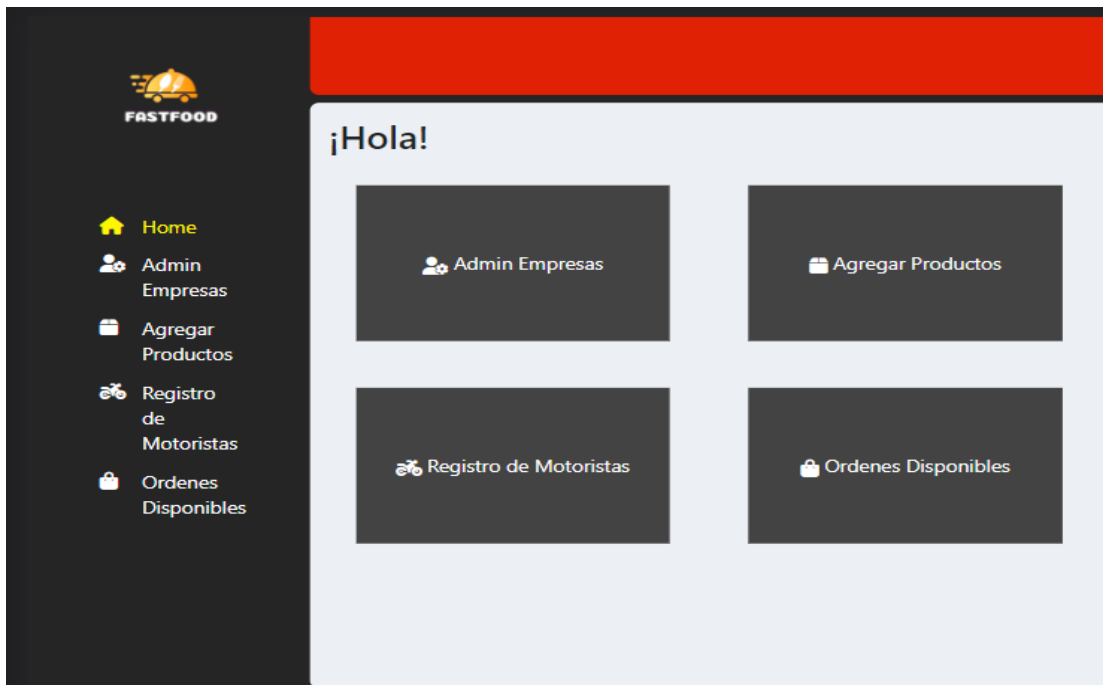 FASTFOOD
Home
Admin
Empresas
Agregar
Productos
Registro
de
Motoristas
Ordenes
Disponibles
¡Hola!
Admin Empresas
Agregar Productos
Registro de Motoristas
Ordenes Disponibles